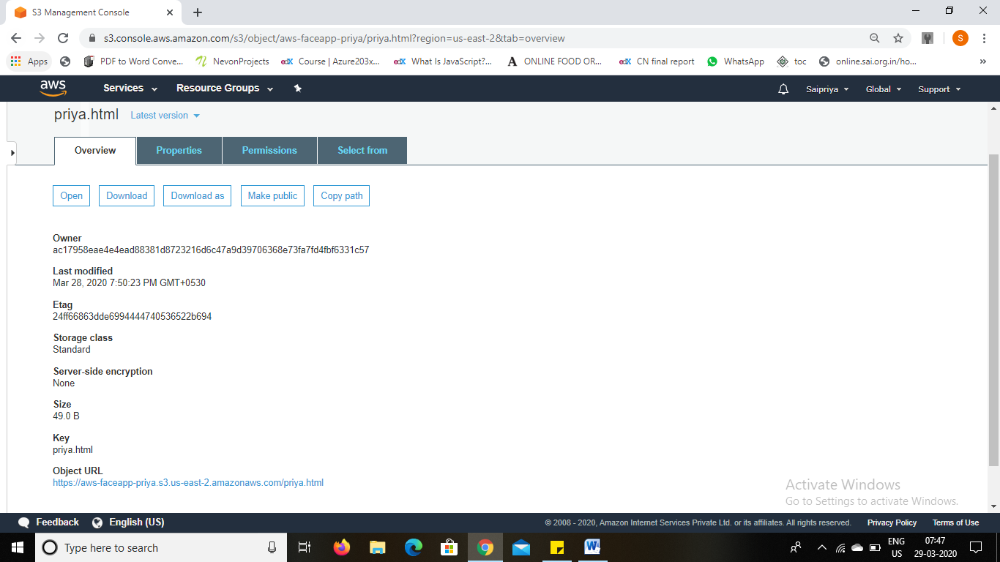 S3 Management Console
s3.console.aws.amazon.com/s3/object/aws-faceapp-priya/priya.html?region=us-east-2&tab=overview
S
Apps
PDF to Word Conve...
NevonProjects
edX Course | Azure203x...
edX What Is JavaScript?...
A ONLINE FOOD OR...
edX CN final report
WhatsApp
toc
online.sai.org.in/ho...
aws
Services
Resource Groups
Saipriya
Global
Support
priya.html
Latest version
Overview
Properties
Permissions
Select from
Open
Download
Download as
Make public
Copy path
Owner
ac17958eae4e4ead88381d8723216d6c47a9d39706368e73fa7fd4fbf6331c57
Last modified
Mar 28, 2020 7:50:23 PM GMT+0530
Etag
24ff66863dde6994444740536522b694
Storage class
Standard
Server-side encryption
None
Size
49.0 B
Key
priya.html
Object URL
https://aws-faceapp-priya.s3.us-east-2.amazonaws.com/priya.html
Activate Windows
Go to Settings to activate Windows.
Feedback
English (US)
© 2008 - 2020, Amazon Internet Services Private Ltd. or its affiliates. All rights reserved.
Privacy Policy
Terms of Use
Type here to search
W
ENG
US
07:47
29-03-2020